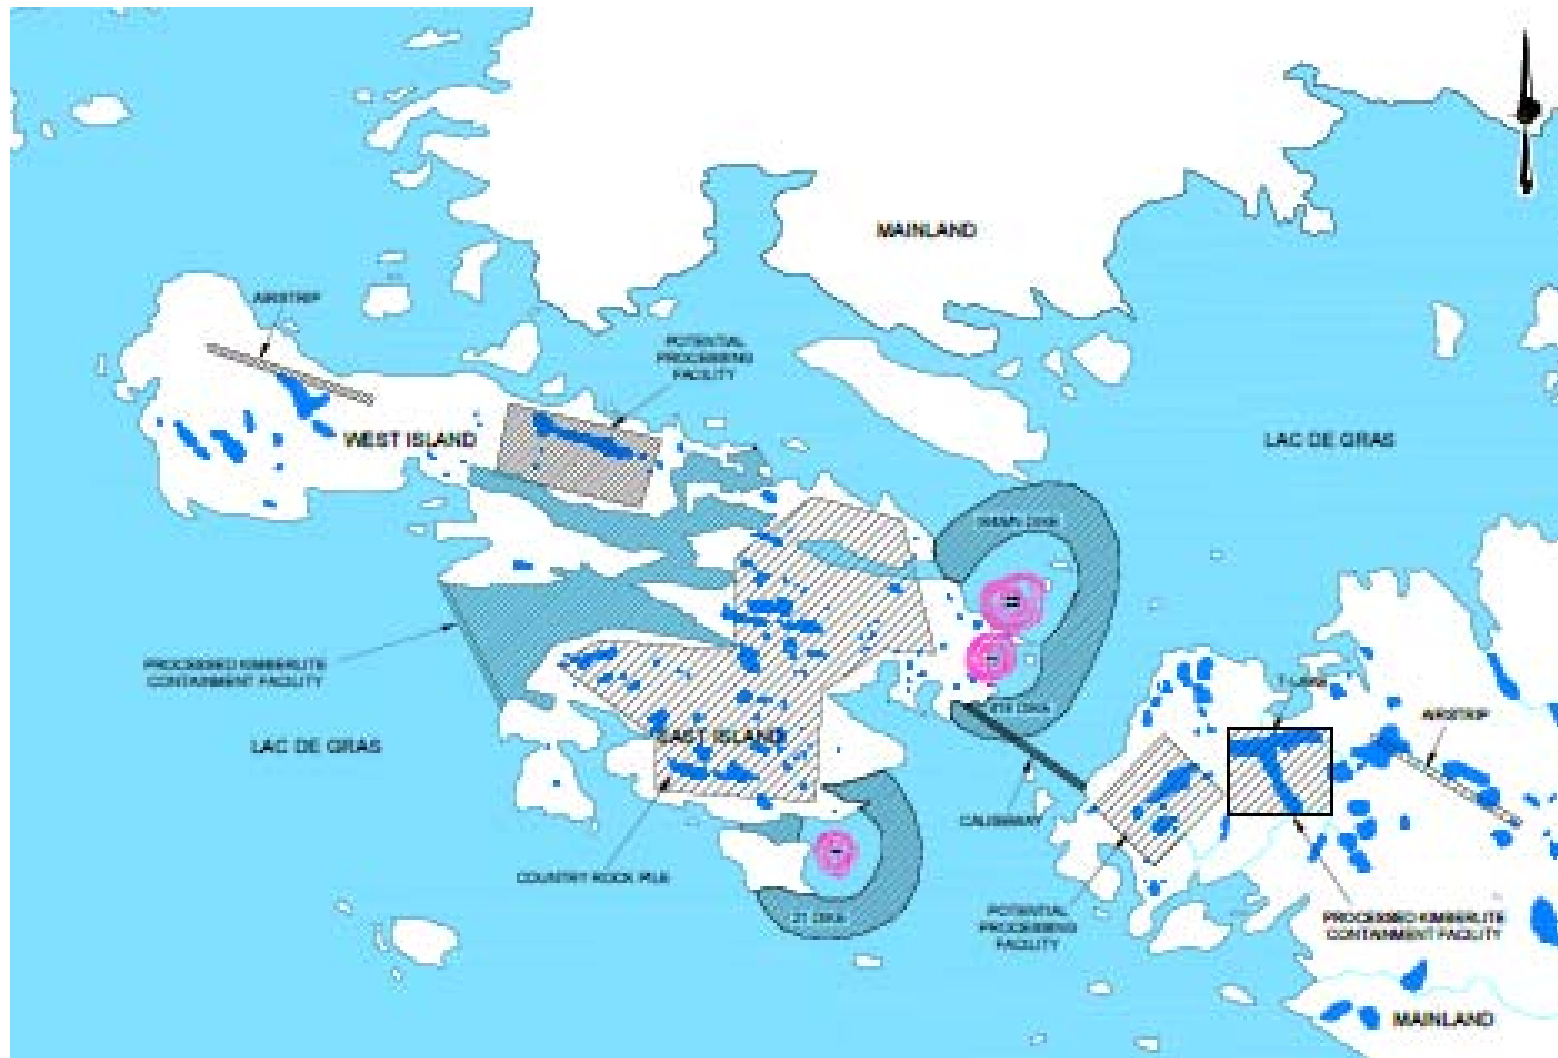 MAINLAND
AIRSTRIP
POTENTIAL
PROCESSING
FACILITY
WEST ISLAND
LAC DE GRAS
PROCESSED KIMBERLITE
CONTAINMENT FACILITY
LAC DE GRAS
EAST ISLAND
AIRSTRIP
CAUSEWAY
COUNTRY ROCK PILE
POTENTIAL
PROCESSING
FACILITY
PROCESSED KIMBERLITE
CONTAINMENT FACILITY
MAINLAND